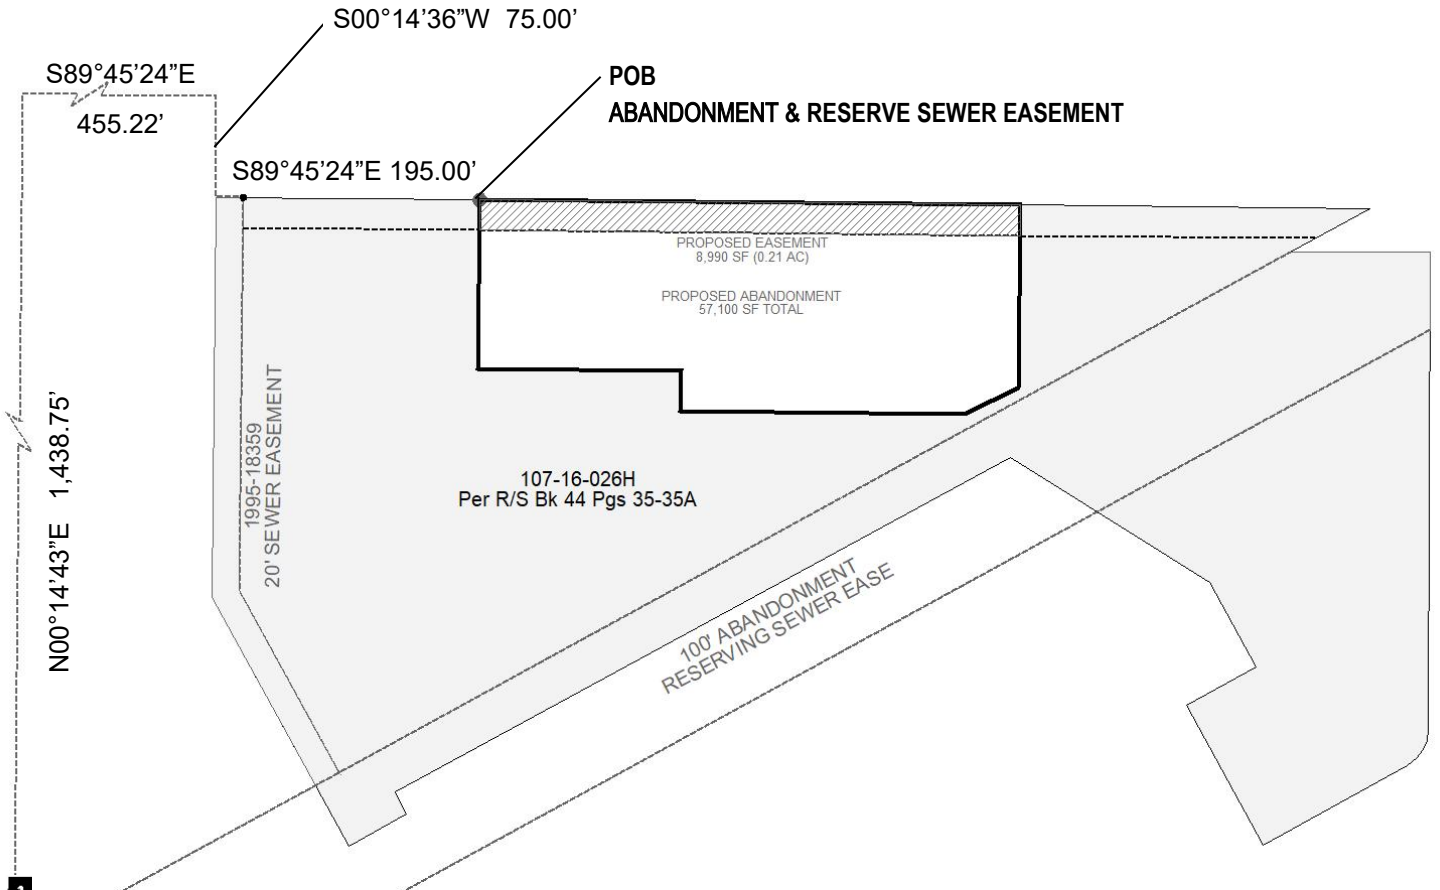 S00°14’36”W 75.00’
S89°45’24”E
455.22’
POB
ABANDONMENT & RESERVE SEWER EASEMENT
S89°45’24”E 195.00’
PROPOSED EASEMENT
8,990 SF (0.21 AC)
PROPOSED ABANDONMENT
57,100 SF TOTAL
N00°14’43”E 1,438.75’
1995-18359
20' SEWER EASEMENT
107-16-026H
Per R/S Bk 44 Pgs 35-35A
100' ABANDONMENT
RESERVING SEWER EASE